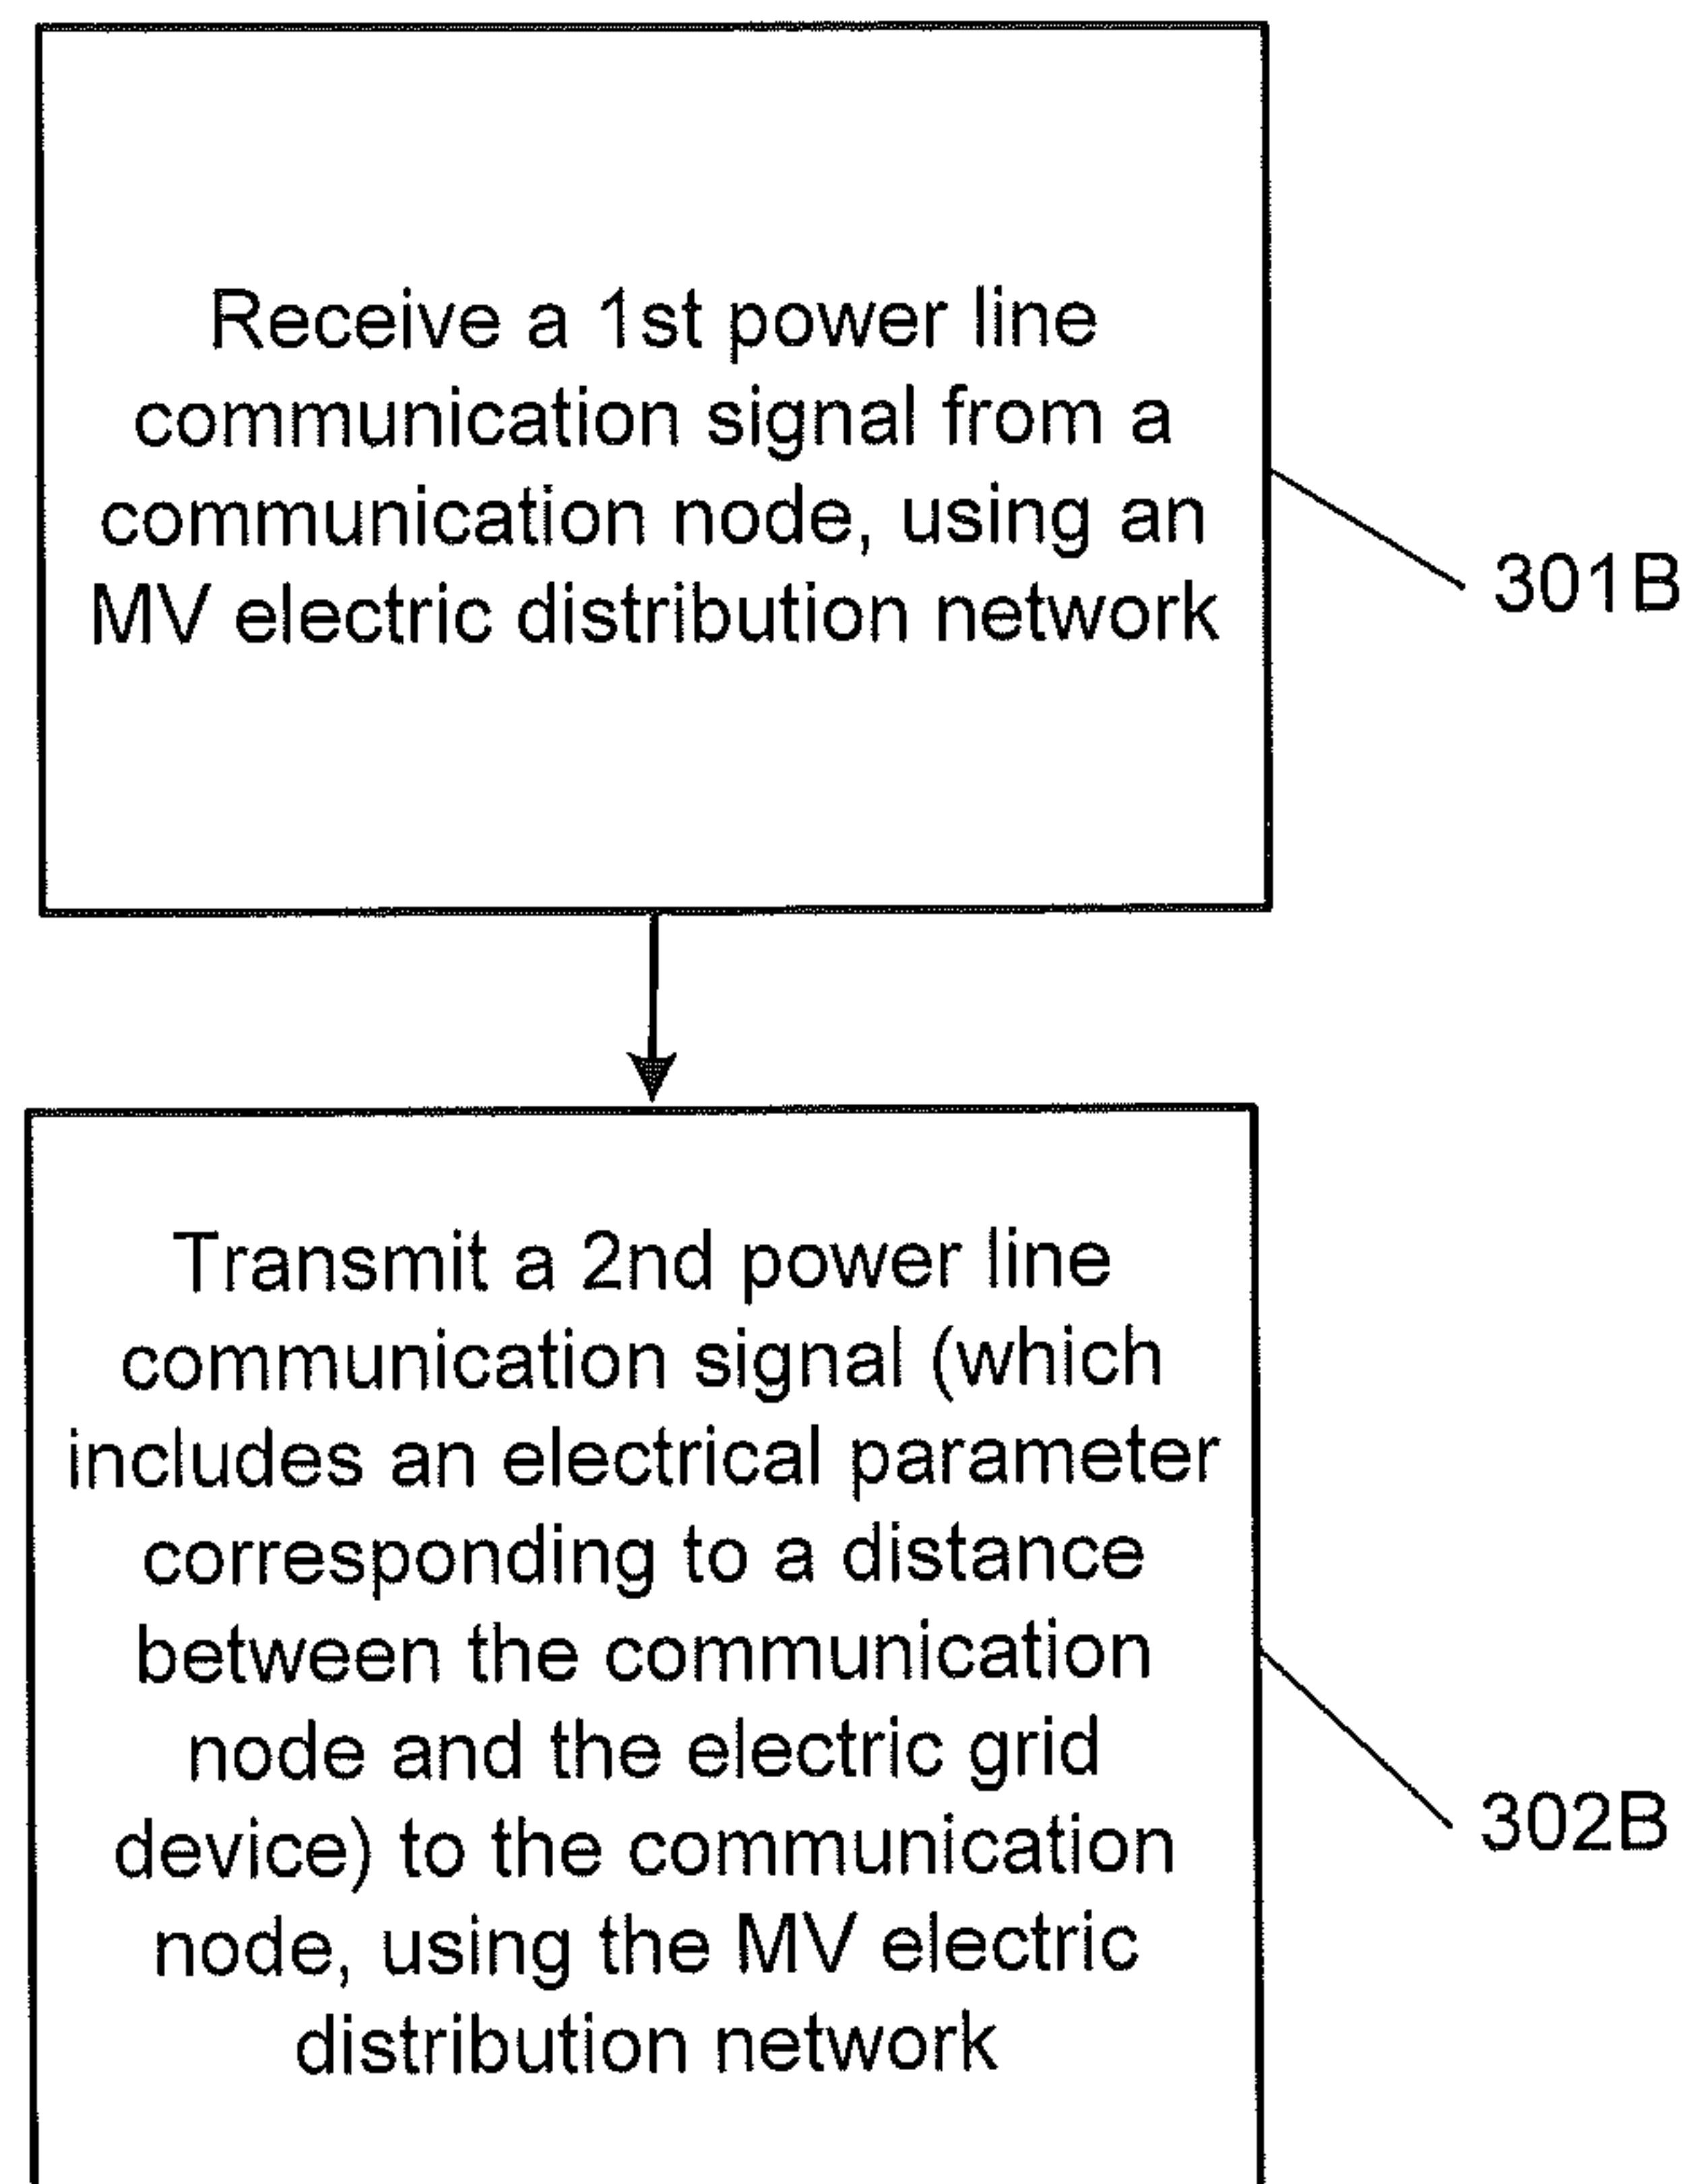 Receive a 1st power line
communication signal from a
communication node, using an
MV electric distribution network
301B
Transmit a 2nd power line
communication signal (which
includes an electrical parameter
corresponding to a distance
between the communication
node and the electric grid
device) to the communication
node, using the MV electric
distribution network
302B